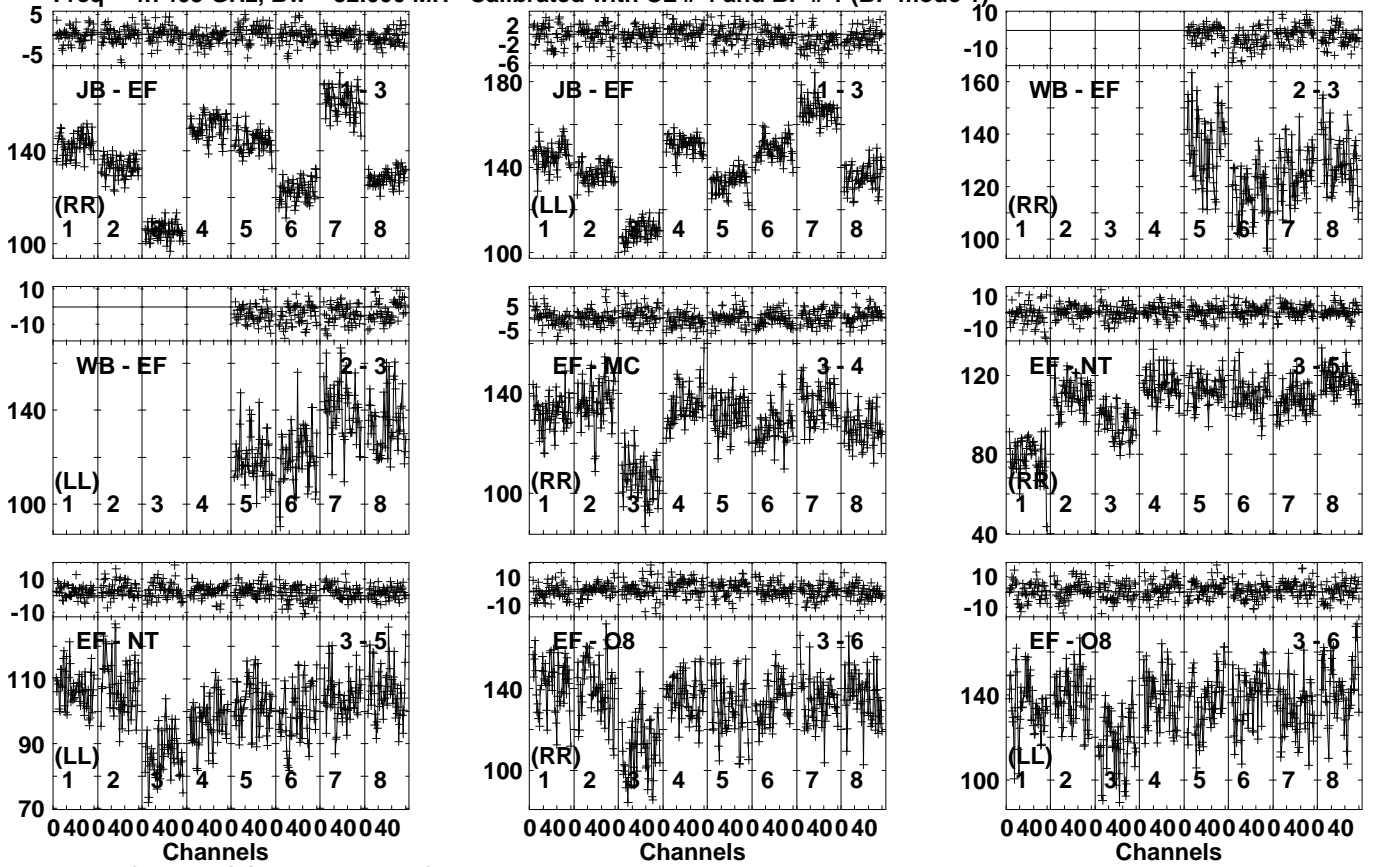 5
-5
JB - EF 1 - 3
140
(RR)
1 2 3 4 5 6 7 8
100
2
-2
-6
180
JB - EF 1 - 3
140
(LL)
1 2 3 4 5 6 7 8
100
10
-10
160
WB - EF 2 - 3
140
120
(RR)
1 2 3 4 5 6 7 8
100
10
-10
WB - EF 2 - 3
140
(LL)
1 2 3 4 5 6 7 8
100
5
-5
EF - MC 3 - 4
140
(RR)
1 2 3 4 5 6 7 8
100
10
-10
EF - NT 3 - 5
120
80
(RR)
1 2 3 4 5 6 7 8
40
10
-10
EF - NT 3 - 5
110
90
(LL)
1 2 3 4 5 6 7 8
70
0 40 0 40 0 40 0 40 0 40 0 40 0 40 0 40
Channels
10
-10
EF - O8 3 - 6
140
(RR)
1 2 3 4 5 6 7 8
100
0 40 0 40 0 40 0 40 0 40 0 40 0 40 0 40
Channels
10
-10
EF - O8 3 - 6
140
(LL)
1 2 3 4 5 6 7 8
100
0 40 0 40 0 40 0 40 0 40 0 40 0 40 0 40
Channels